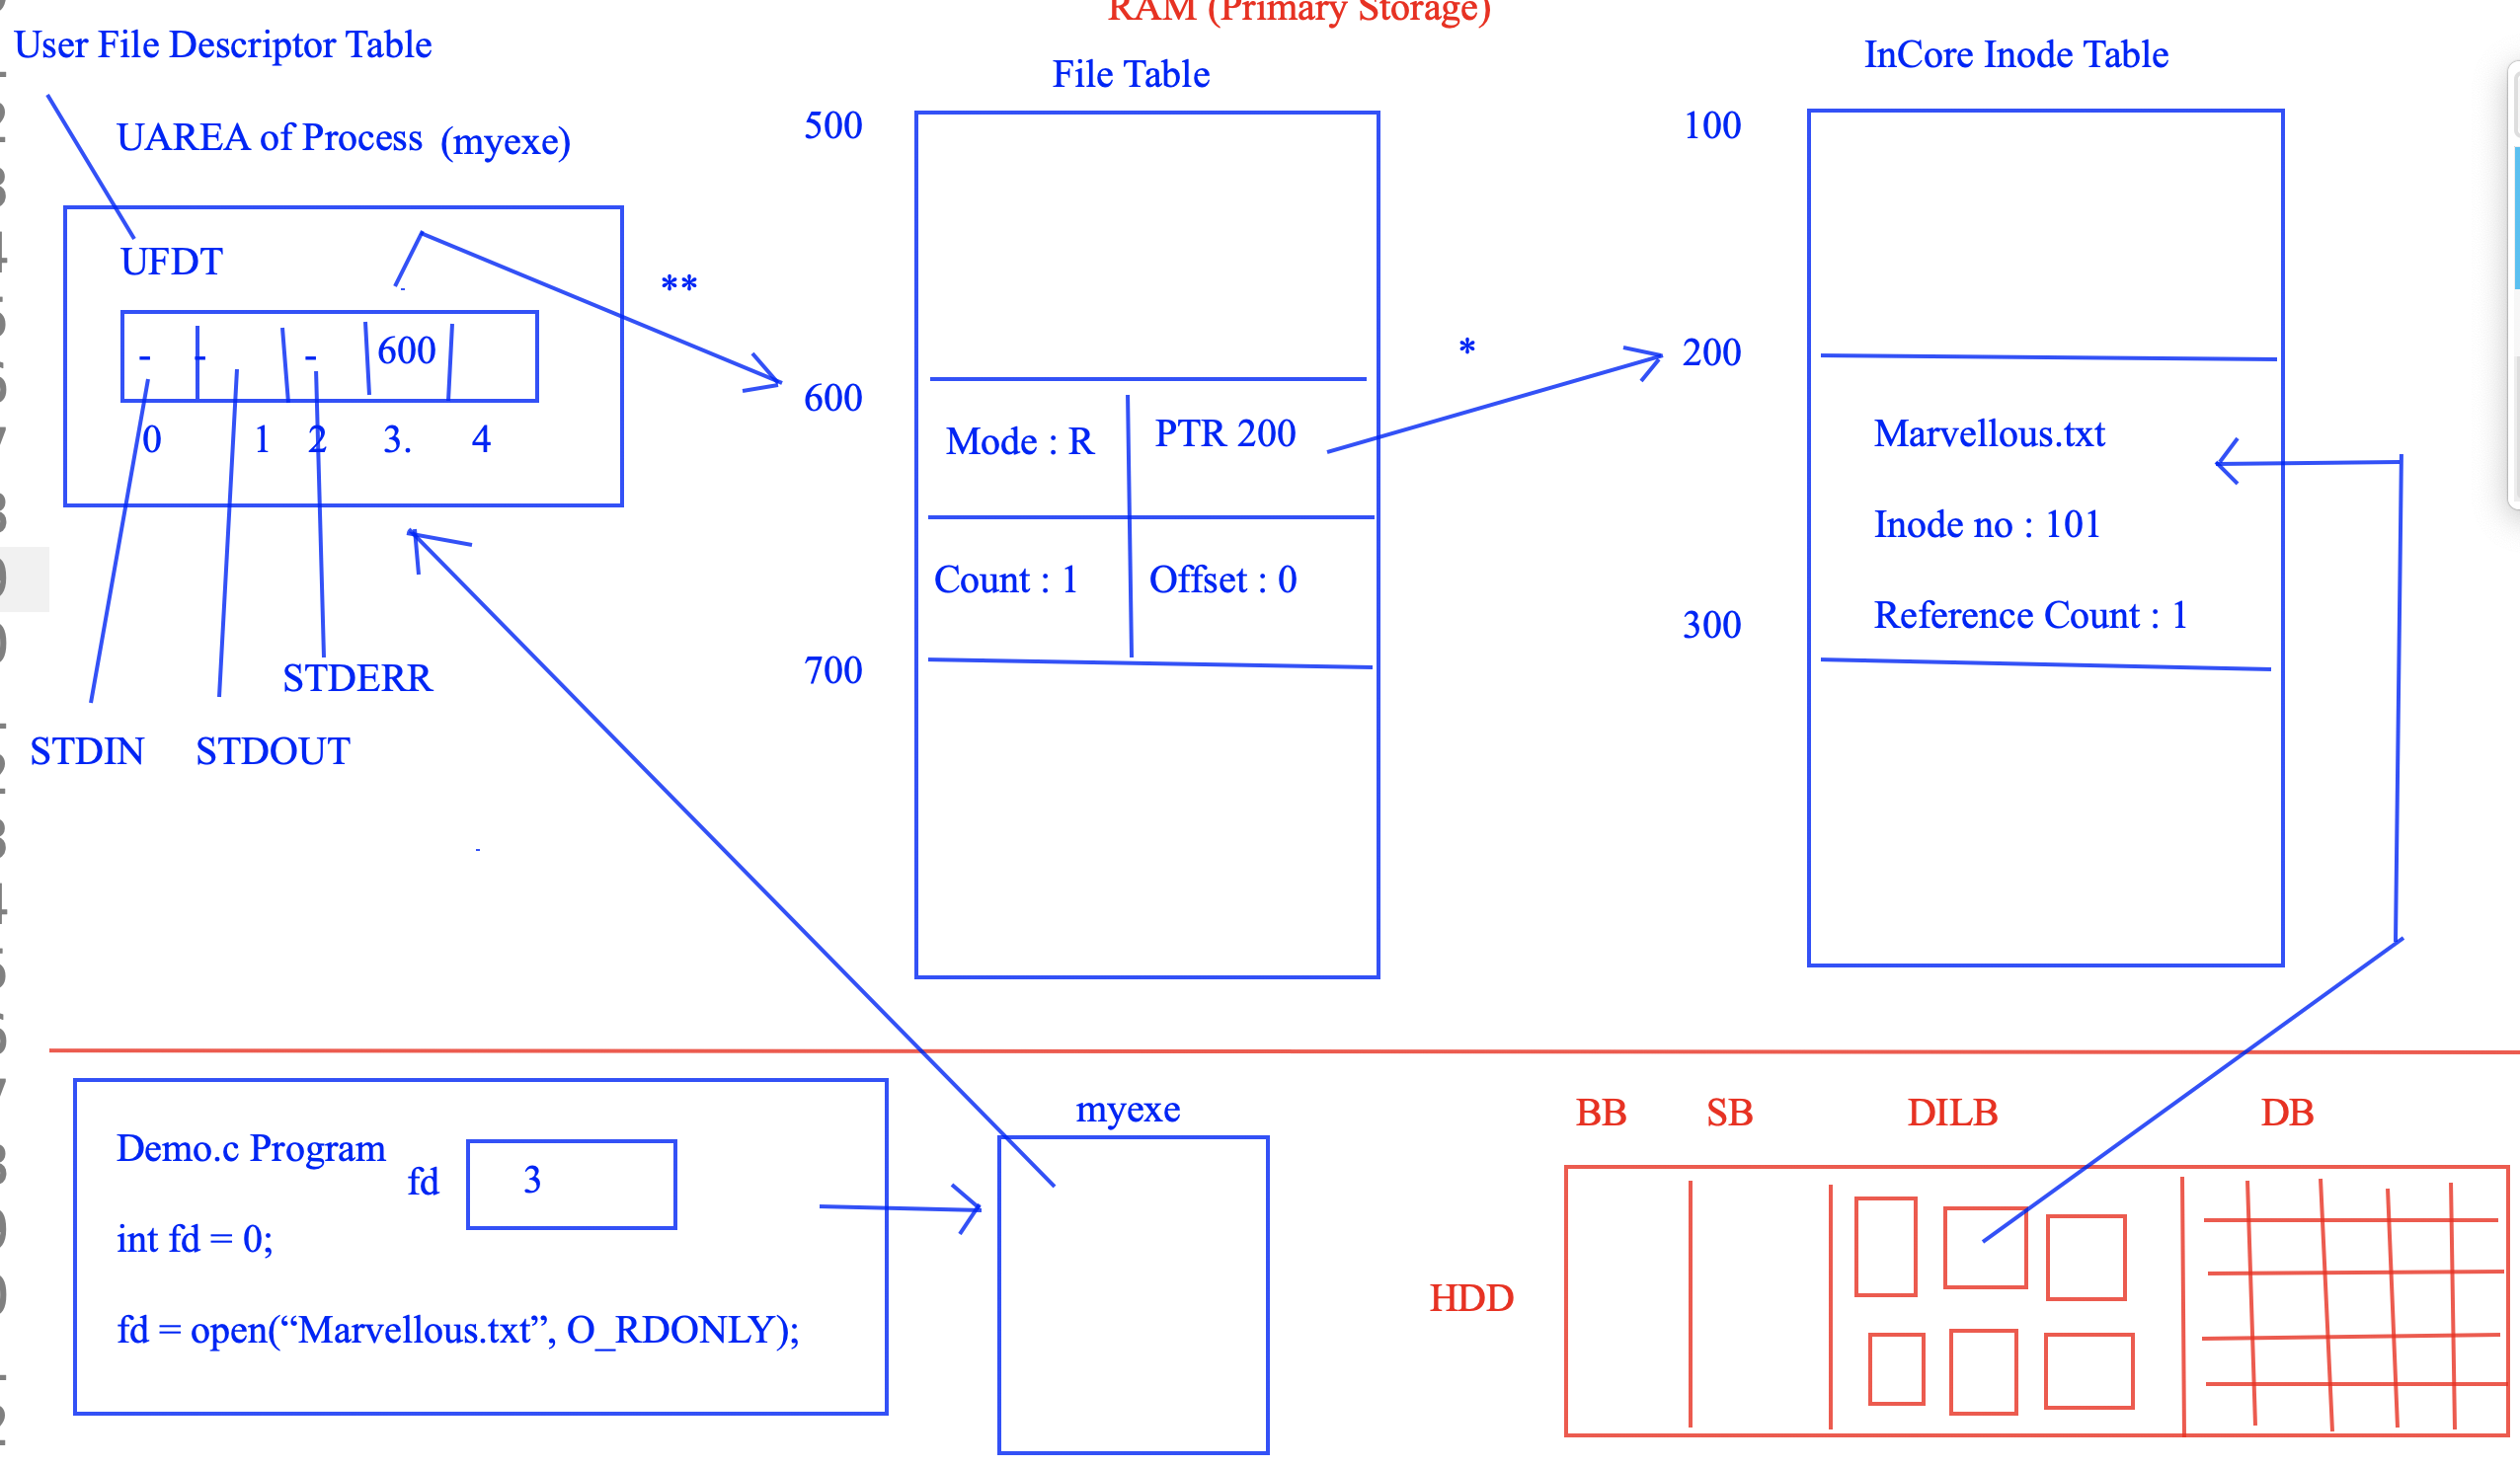 RAM (Primary Storage)
User File Descriptor Table
UAREA of Process (myexe)
UFDT
- - - 600
0 1 2 3. 4
STDERR
STDIN STDOUT
**
File Table
500
600
Mode : R PTR 200
Count : 1 Offset : 0
700
*
InCore Inode Table
100
200
Marvellous.txt
Inode no : 101
300
Reference Count : 1
Demo.c Program
fd 3
int fd = 0;
fd = open(“Marvellous.txt”, O_RDONLY);
myexe
BB SB DILB DB
HDD